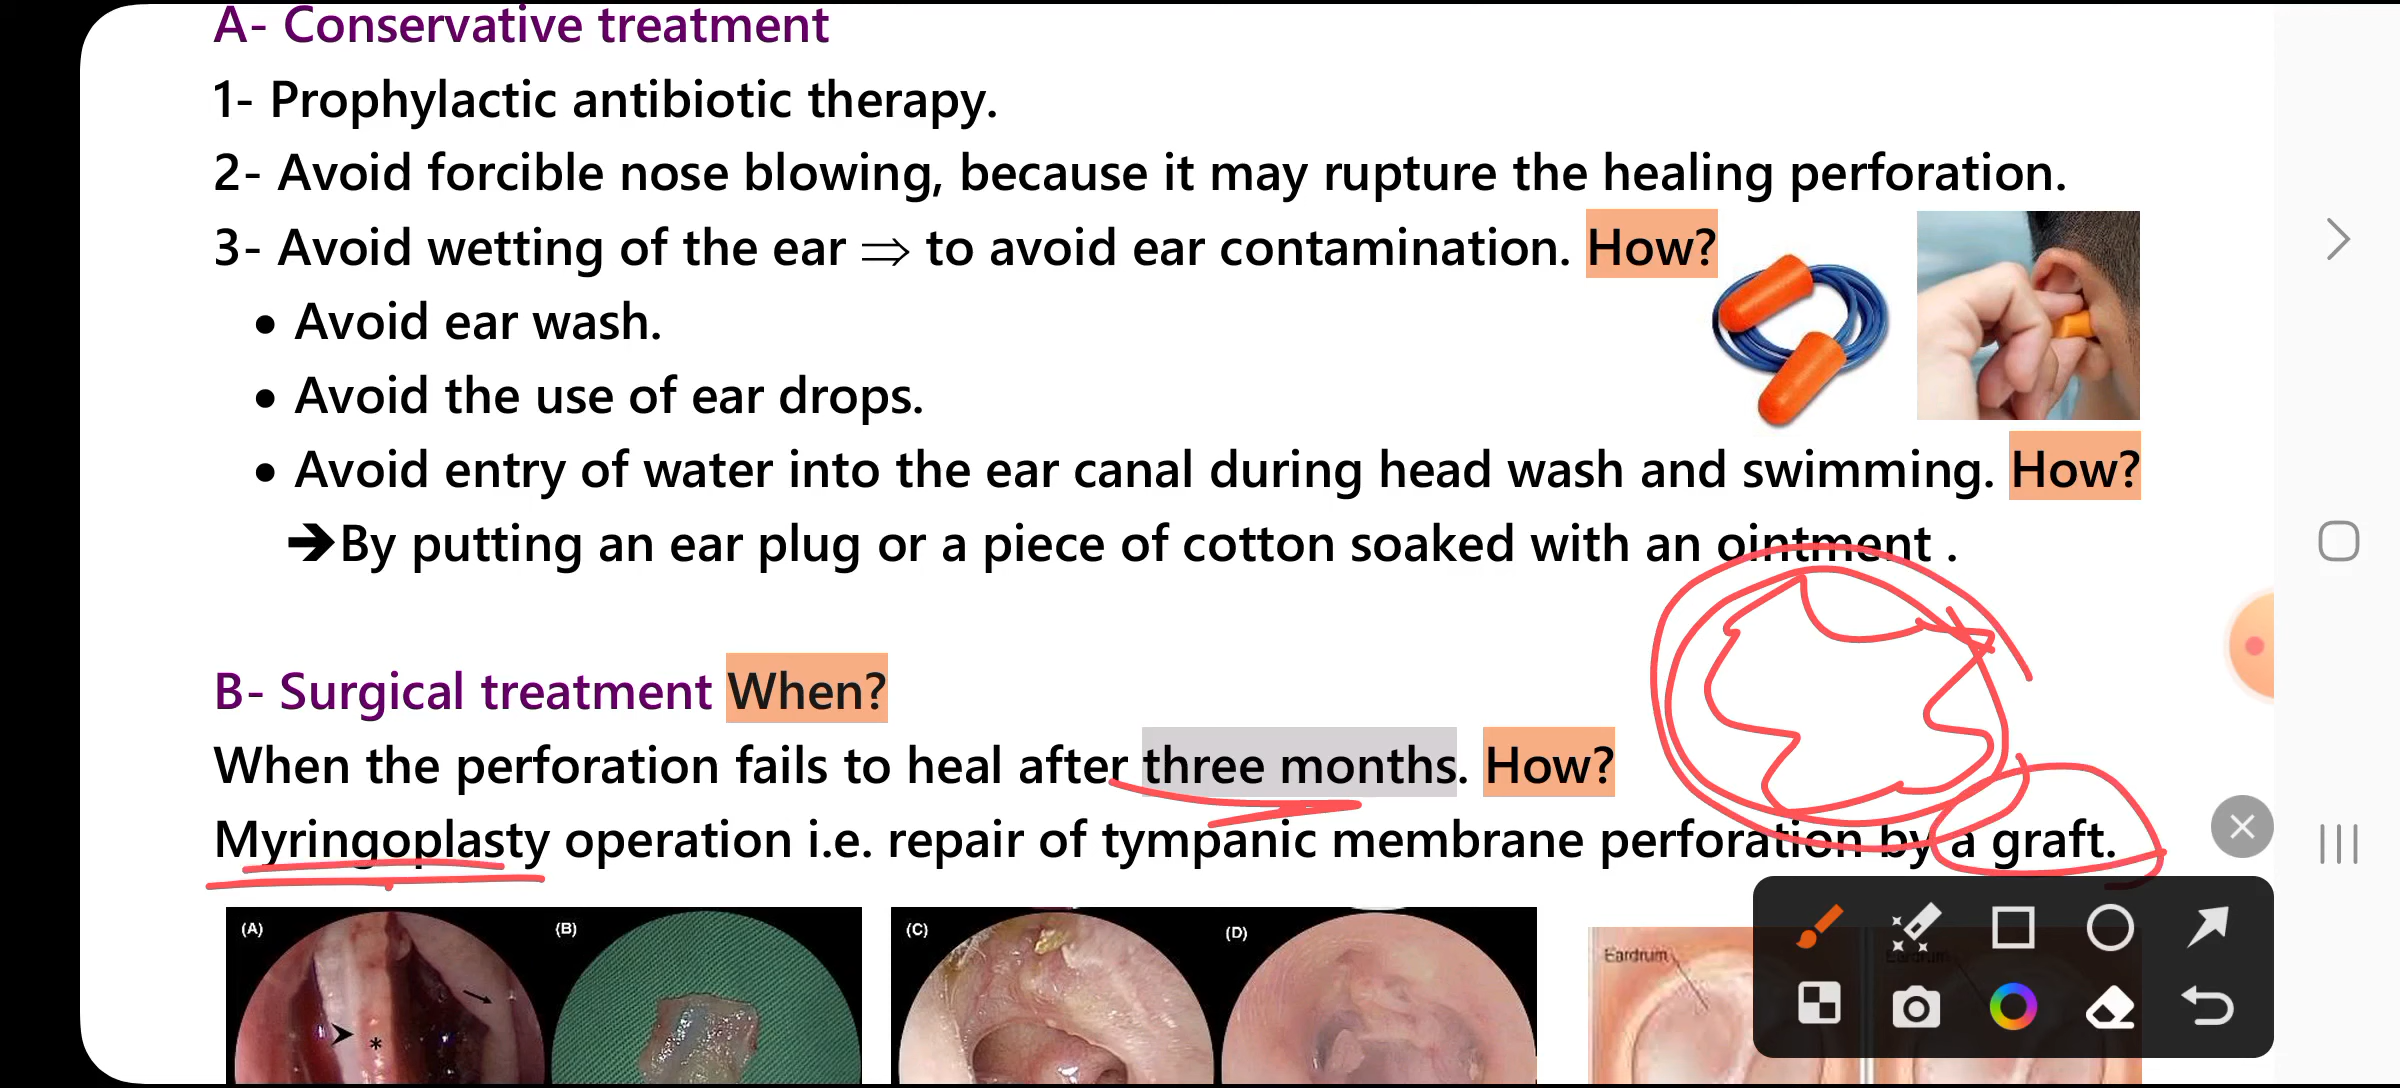 A- Conservative treatment
1- Prophylactic antibiotic therapy.
2- Avoid forcible nose blowing, because it may rupture the healing perforation.
3- Avoid wetting of the ear ⇒ to avoid ear contamination. How?
• Avoid ear wash.
• Avoid the use of ear drops.
• Avoid entry of water into the ear canal during head wash and swimming. How?
➔By putting an ear plug or a piece of cotton soaked with an ointment .
B- Surgical treatment When?
When the perforation fails to heal after three months. How?
Myringoplasty operation i.e. repair of tympanic membrane perforation by a graft.
(A) (B) (C) (D)
*
Eardrum Eardrum